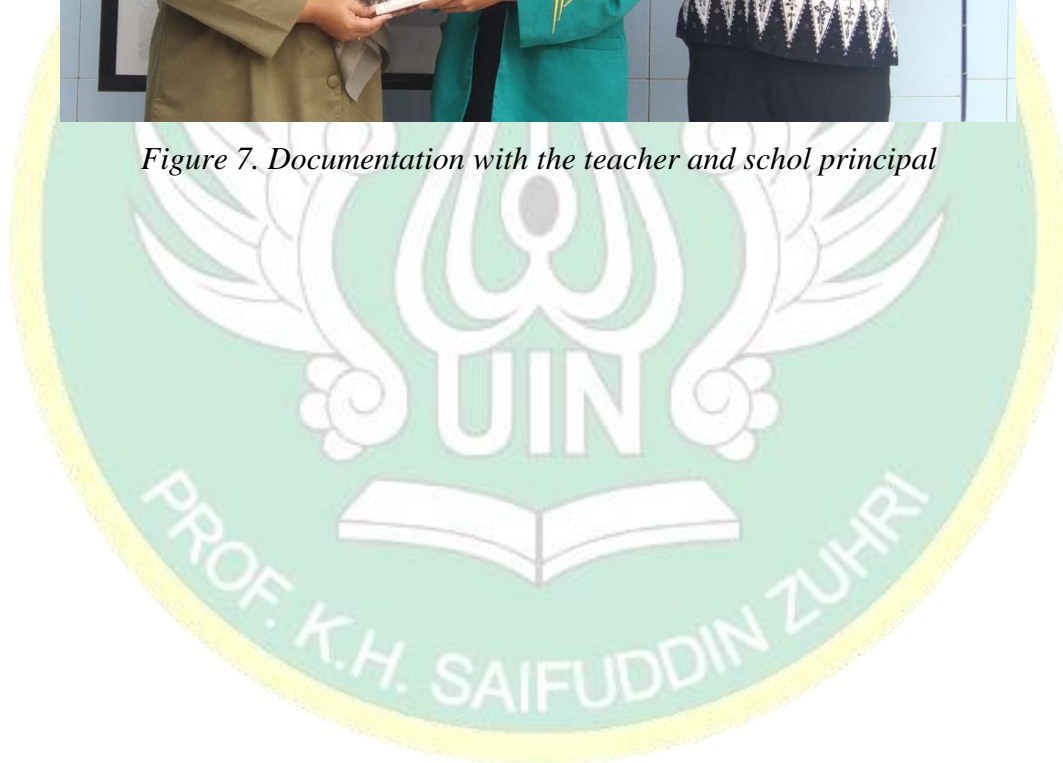 Figure 7. Documentation with the teacher and schol principal
UIN
PROF. K.H. SAIFUDDIN ZUHRI